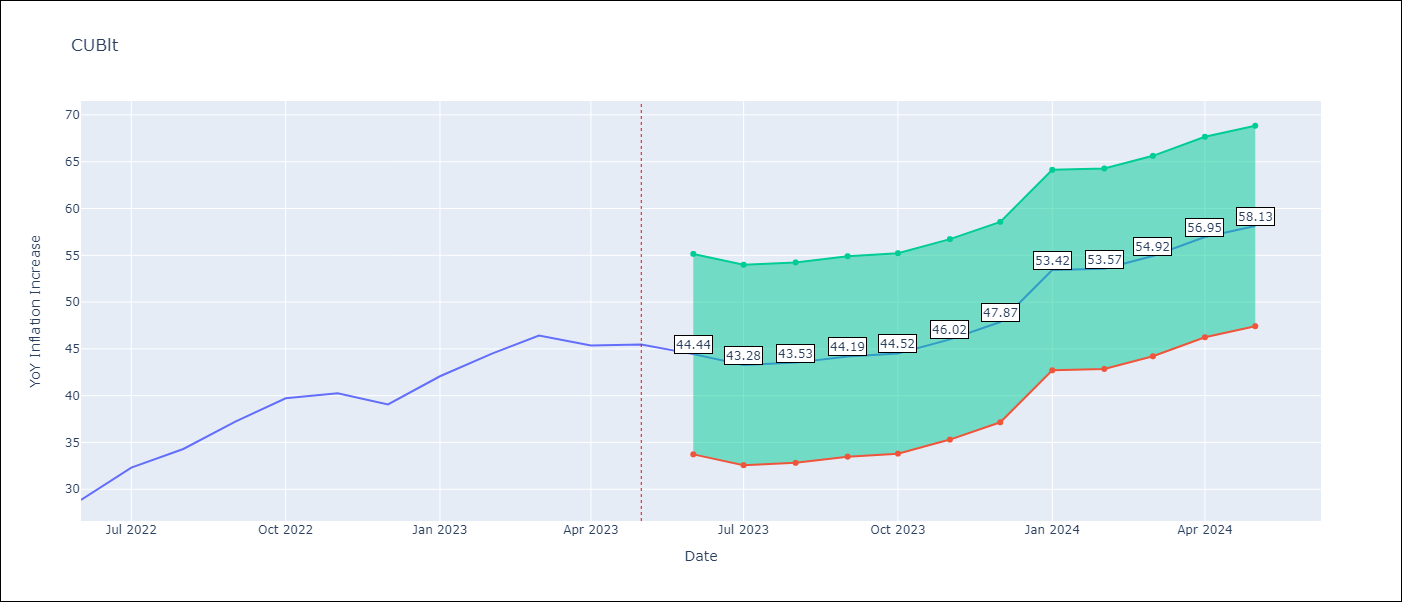 CUBlt
YoY Inflation Increase
70
65
60
55
50
45
40
35
30
44.44
43.28
43.53
44.19
44.52
46.02
47.87
53.42
53.57
54.92
56.95
58.13
Jul 2022
Oct 2022
Jan 2023
Apr 2023
Jul 2023
Oct 2023
Jan 2024
Apr 2024
Date